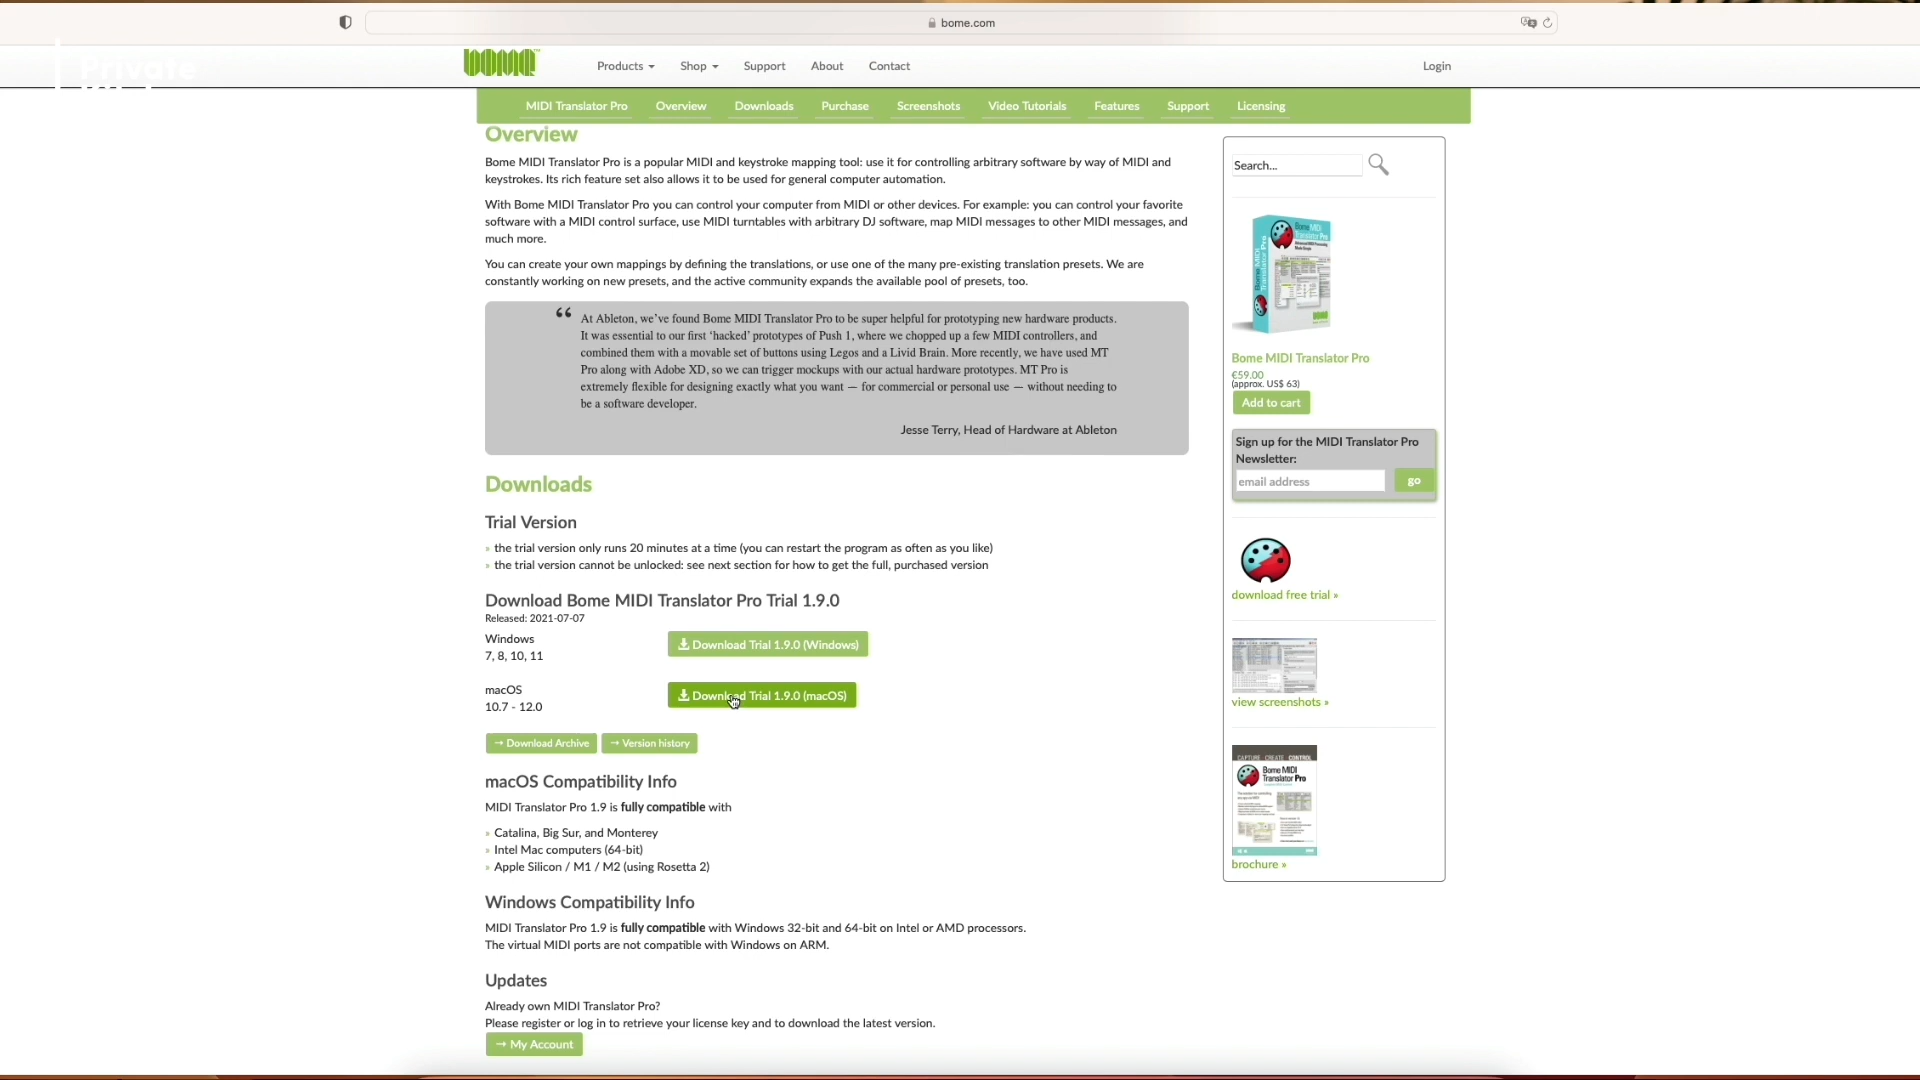 bome.com
Private
BOME
Products
Shop
Support
About
Contact
Login
MIDI Translator Pro
Overview
Downloads
Purchase
Screenshots
Video Tutorials
Features
Support
Licensing
Overview
Bome MIDI Translator Pro is a popular MIDI and keystroke mapping tool: use it for controlling arbitrary software by way of MIDI and
keystrokes. Its rich feature set also allows it to be used for general computer automation.
With Bome MIDI Translator Pro you can control your computer from MIDI or other devices. For example: you can control your favorite
software with a MIDI control surface, use MIDI turntables with arbitrary DJ software, map MIDI messages to other MIDI messages, and
much more.
You can create your own mappings by defining the translations, or use one of the many pre-existing translation presets. We are
constantly working on new presets, and the active community expands the available pool of presets, too.
“ At Ableton, we’ve found Bome MIDI Translator Pro to be super helpful for prototyping new hardware products.
It was essential to our first ‘hacked’ prototypes of Push 1, where we chopped up a few MIDI controllers, and
combined them with a movable set of buttons using Legos and a Livid Brain. More recently, we have used MT
Pro along with Adobe XD, so we can trigger mockups with our actual hardware prototypes. MT Pro is
extremely flexible for designing exactly what you want — for commercial or personal use — without needing to
be a software developer.
Jesse Terry, Head of Hardware at Ableton
Downloads
Trial Version
» the trial version only runs 20 minutes at a time (you can restart the program as often as you like)
» the trial version cannot be unlocked: see next section for how to get the full, purchased version
Download Bome MIDI Translator Pro Trial 1.9.0
Released: 2021-07-07
Windows
7, 8, 10, 11
Download Trial 1.9.0 (Windows)
macOS
10.7 - 12.0
Download Trial 1.9.0 (macOS)
→ Download Archive
→ Version history
macOS Compatibility Info
MIDI Translator Pro 1.9 is fully compatible with
» Catalina, Big Sur, and Monterey
» Intel Mac computers (64-bit)
» Apple Silicon / M1 / M2 (using Rosetta 2)
Windows Compatibility Info
MIDI Translator Pro 1.9 is fully compatible with Windows 32-bit and 64-bit on Intel or AMD processors.
The virtual MIDI ports are not compatible with Windows on ARM.
Updates
Already own MIDI Translator Pro?
Please register or log in to retrieve your license key and to download the latest version.
→ My Account
Search...
Bome MIDI
Translator Pro
Bome MIDI Translator Pro
€59.00
(approx. US$ 63)
Add to cart
Sign up for the MIDI Translator Pro
Newsletter:
email address
go
download free trial »
view screenshots »
CAPTURE CREATE CONTROL
Bome MIDI
Translator Pro
brochure »